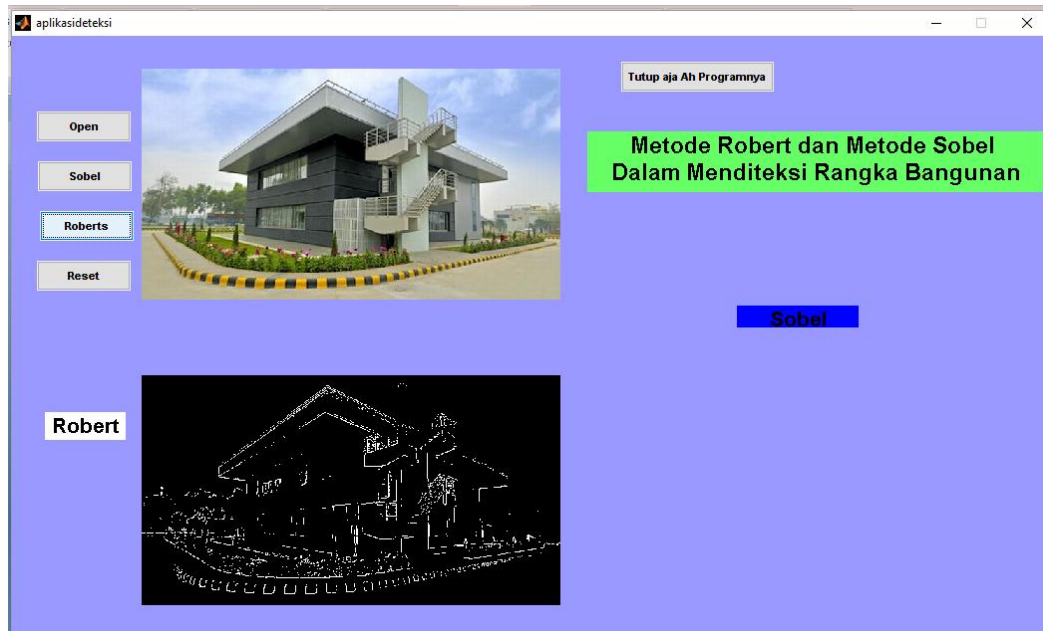 aplikasideteksi
Tutup aja Ah Programnya
Open
Metode Robert dan Metode Sobel
Dalam Menditeksi Rangka Bangunan
Sobel
Roberts
Reset
Sobel
Robert